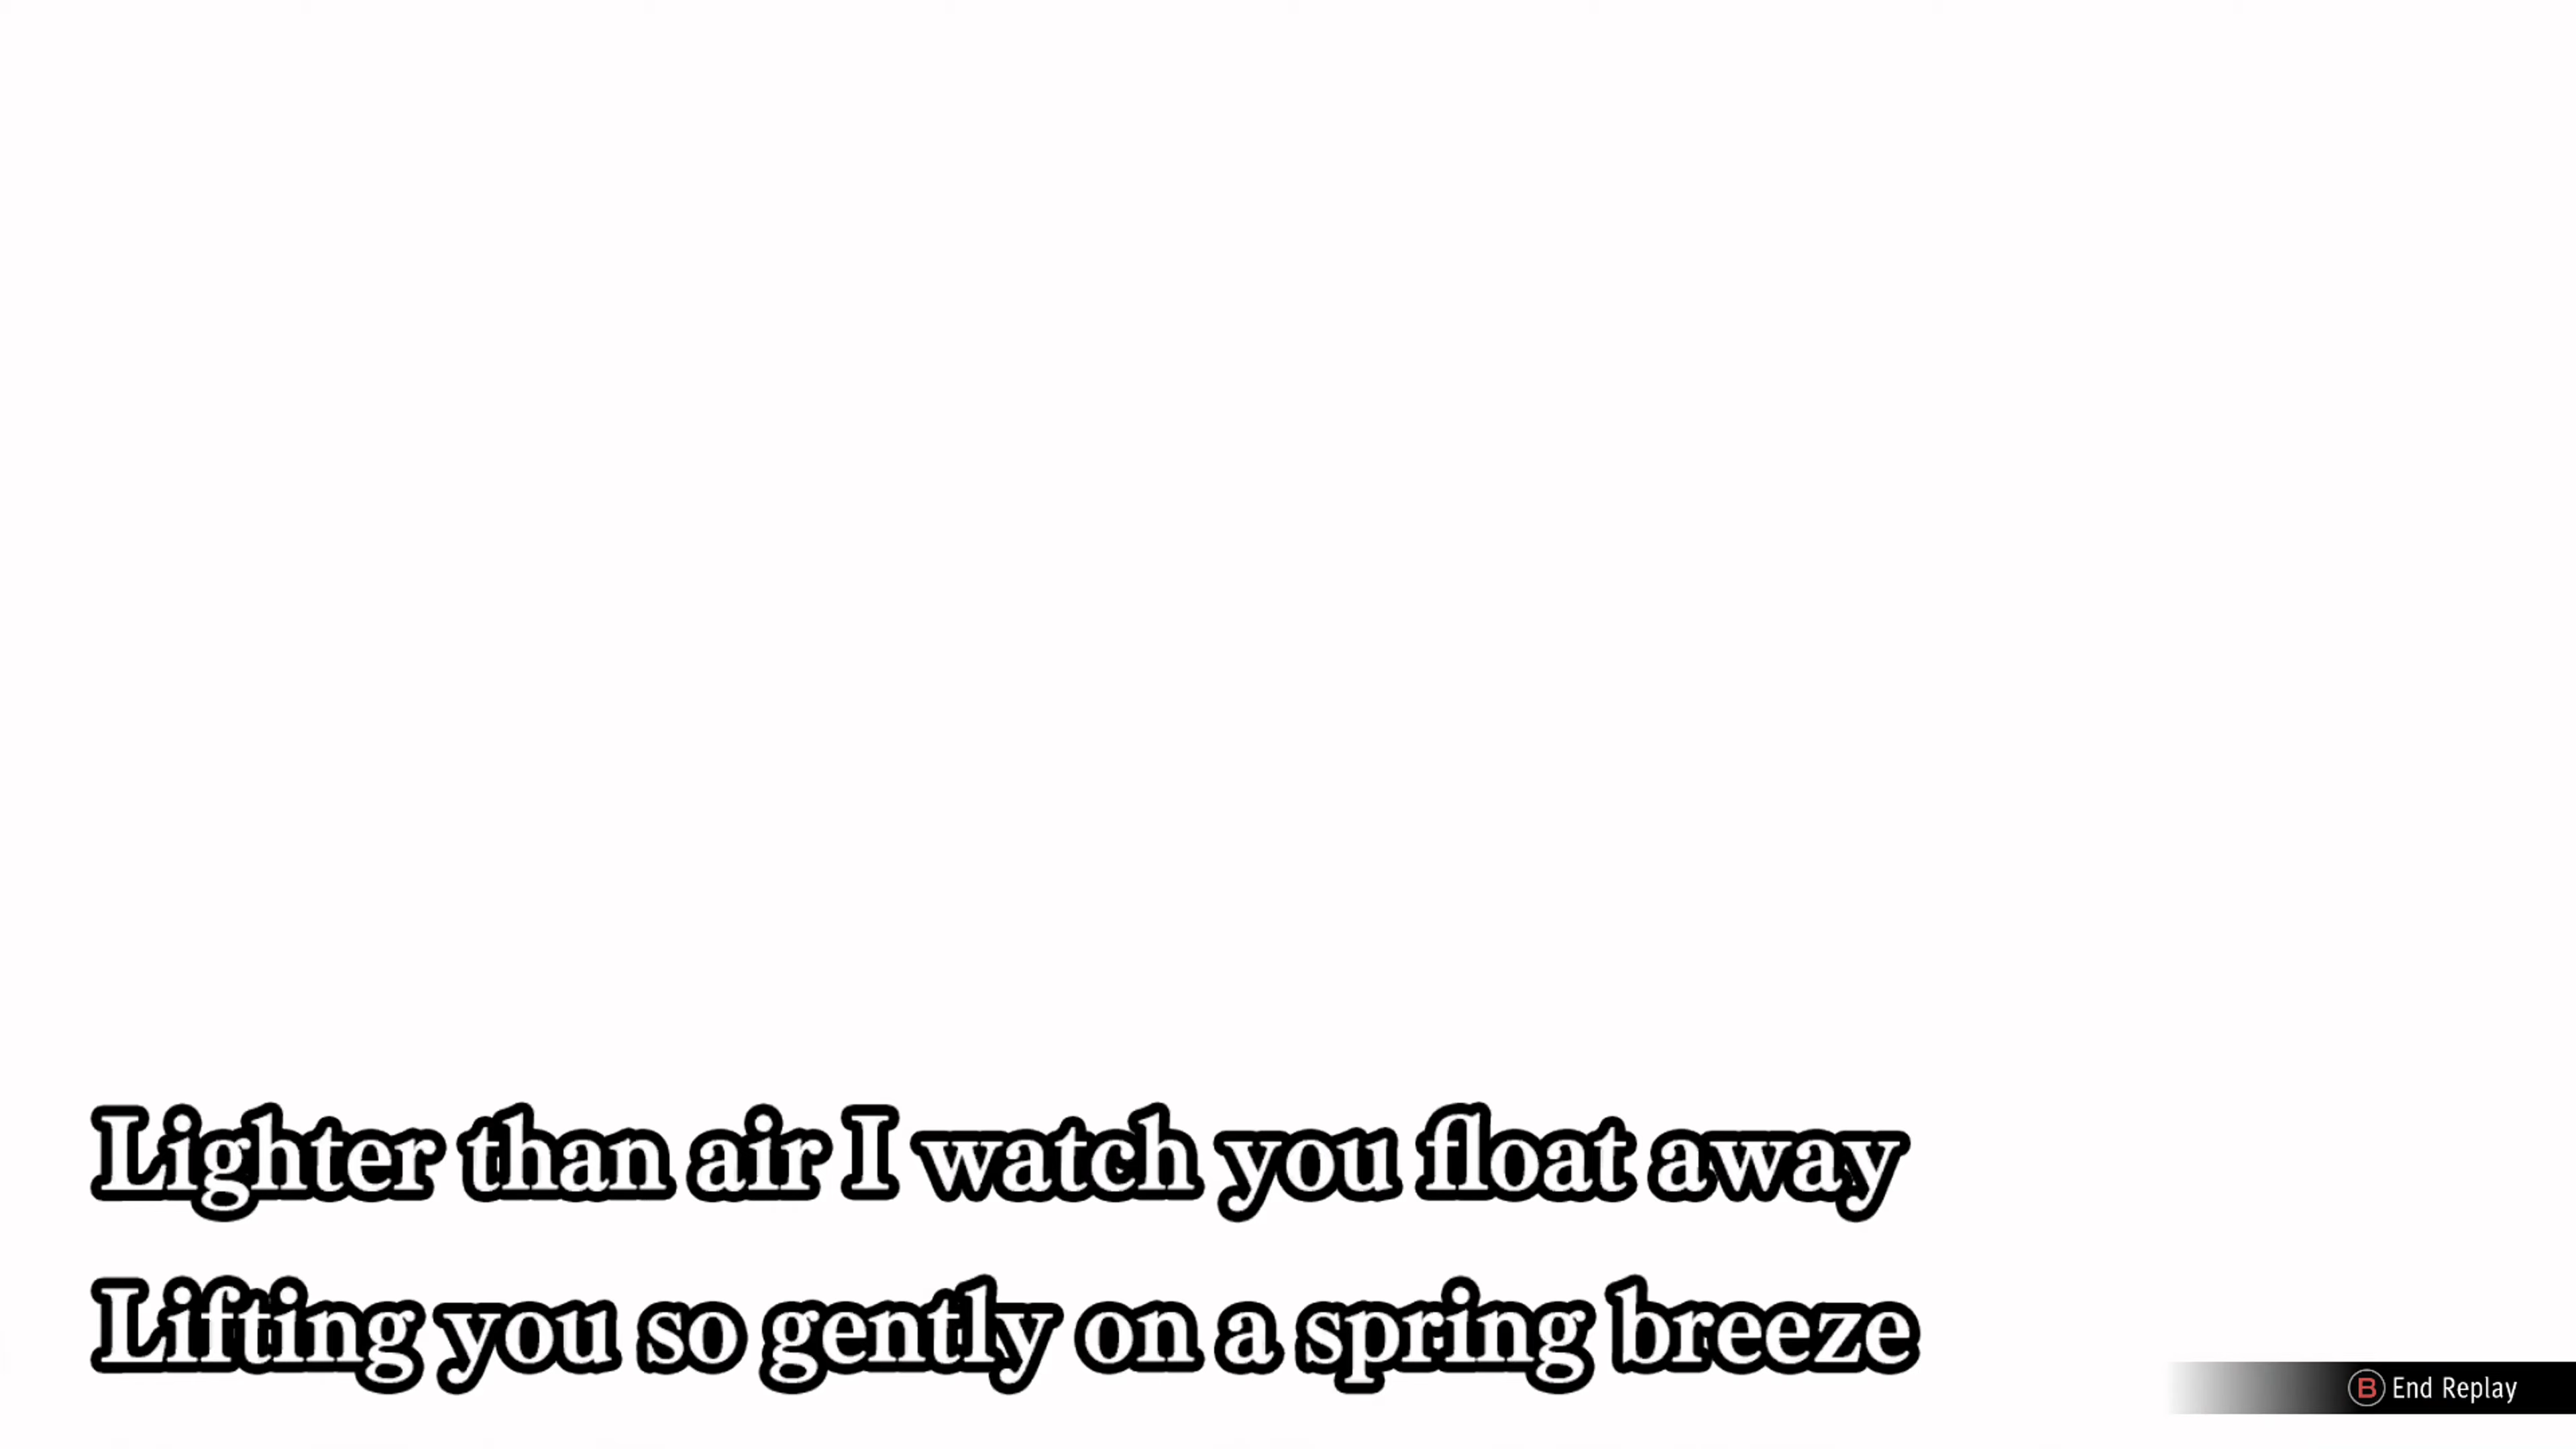 Lighter than air I watch you float away
Lifting you so gently on a spring breeze
B End Replay